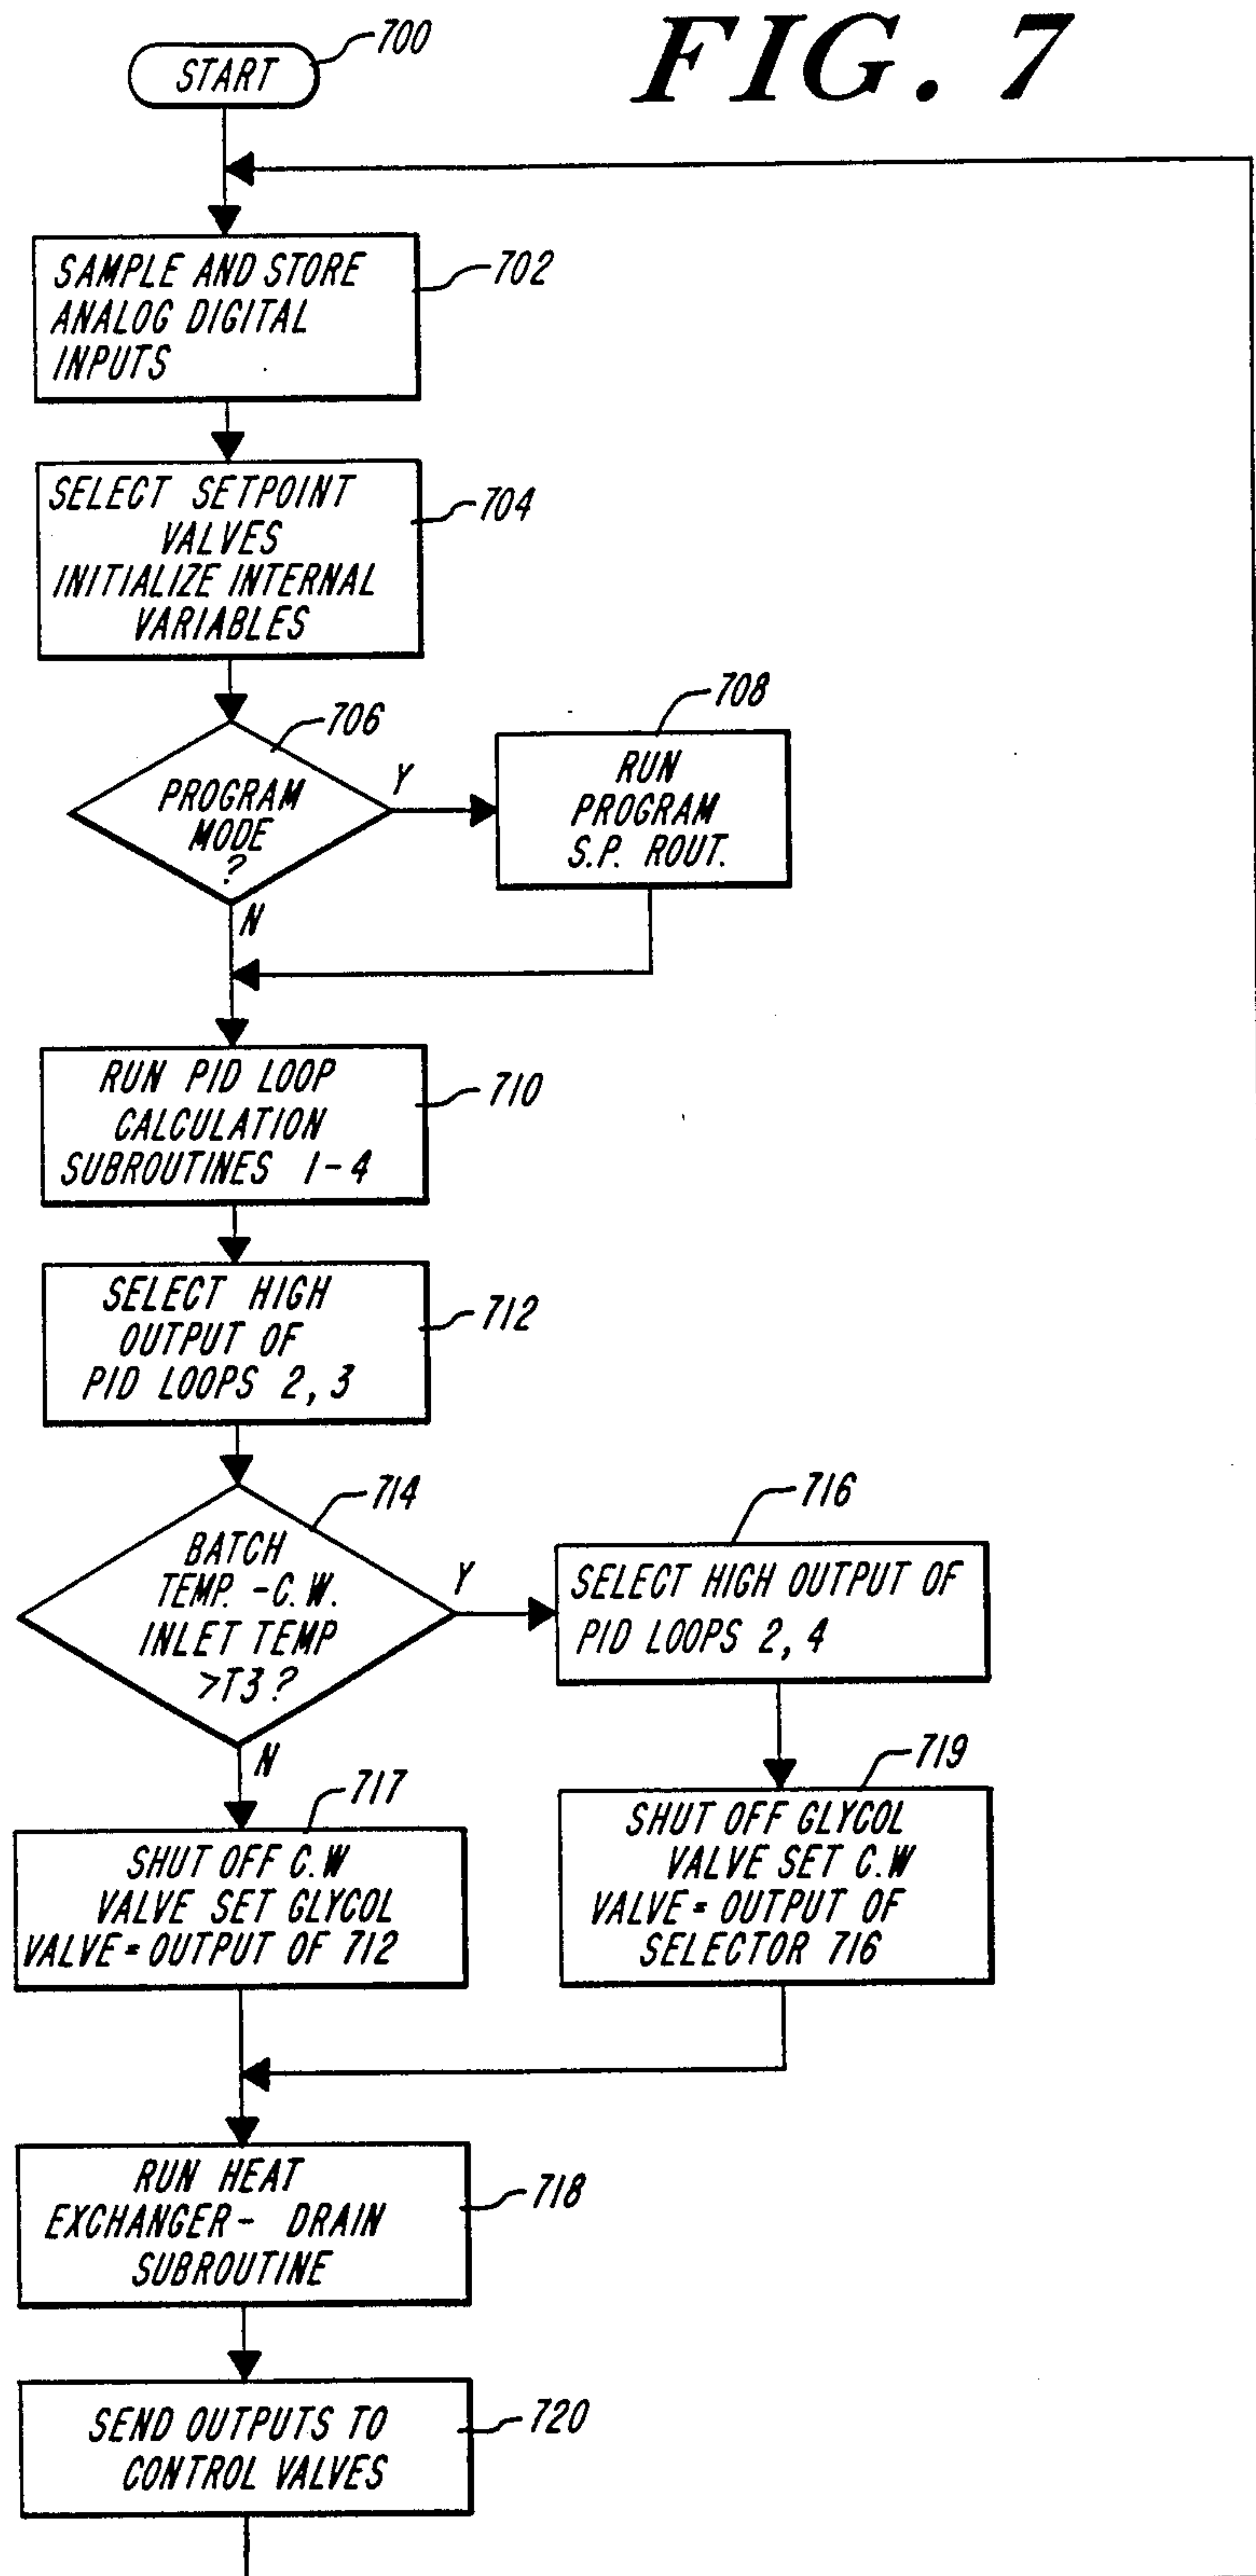 FIG. 7
700
START
702
SAMPLE AND STORE
ANALOG DIGITAL
INPUTS
704
SELECT SETPOINT
VALVES
INITIALIZE INTERNAL
VARIABLES
706
PROGRAM
MODE
?
Y
N
708
RUN
PROGRAM
S.P. ROUT.
710
RUN PID LOOP
CALCULATION
SUBROUTINES 1-4
712
SELECT HIGH
OUTPUT OF
PID LOOPS 2, 3
714
BATCH
TEMP. -C.W.
INLET TEMP
>T3 ?
Y
N
716
SELECT HIGH OUTPUT OF
PID LOOPS 2, 4
717
SHUT OFF C.W
VALVE SET GLYCOL
VALVE = OUTPUT OF 712
719
SHUT OFF GLYCOL
VALVE SET C.W
VALVE = OUTPUT OF
SELECTOR 716
718
RUN HEAT
EXCHANGER - DRAIN
SUBROUTINE
720
SEND OUTPUTS TO
CONTROL VALVES